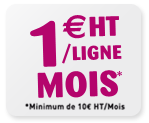 1€HT
/LIGNE
MOIS*
*Minimum de 10€ HT/Mois